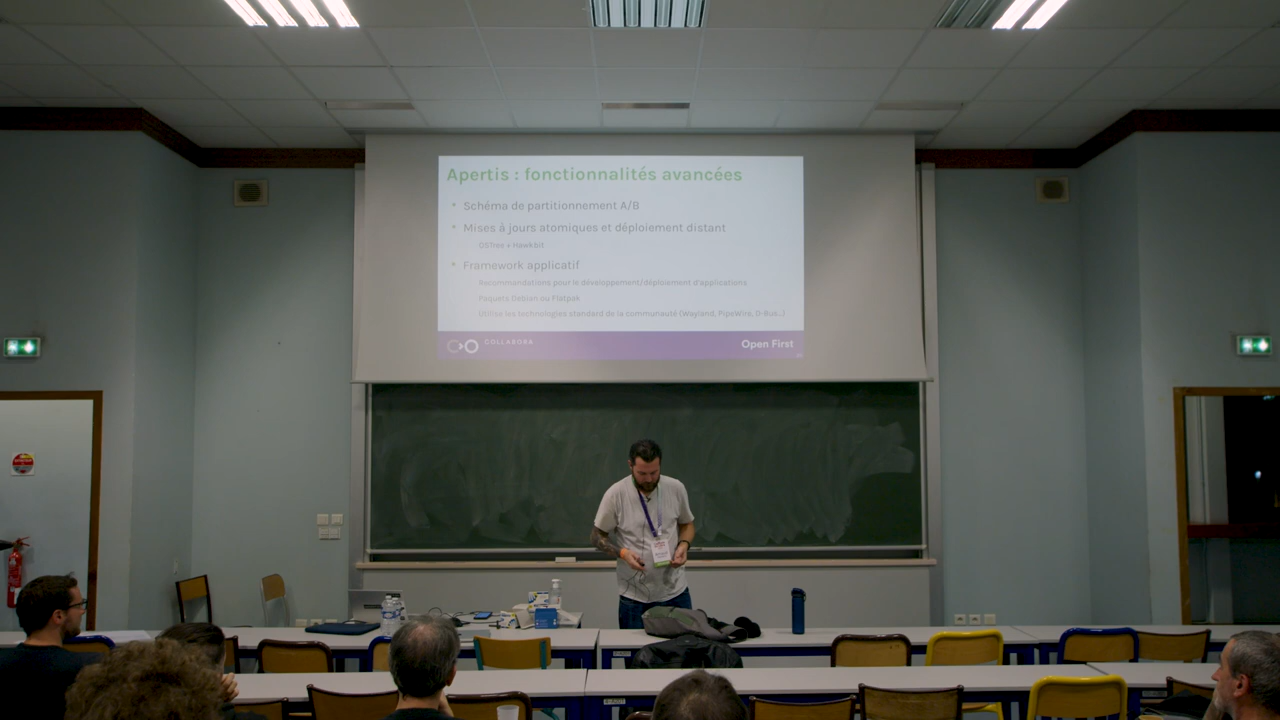 Apertis : fonctionnalités avancées
Schéma de partitionnement A/B
Mises à jours atomiques et déploiement distant
OSTree + Hawkbit
Framework applicatif
Recommandations pour le développement/déploiement d'applications
Paquets Debian ou Flatpak
Utilise les technologies standard de la communauté (Wayland, PipeWire, D-Bus...)
COLLABORA
Open First